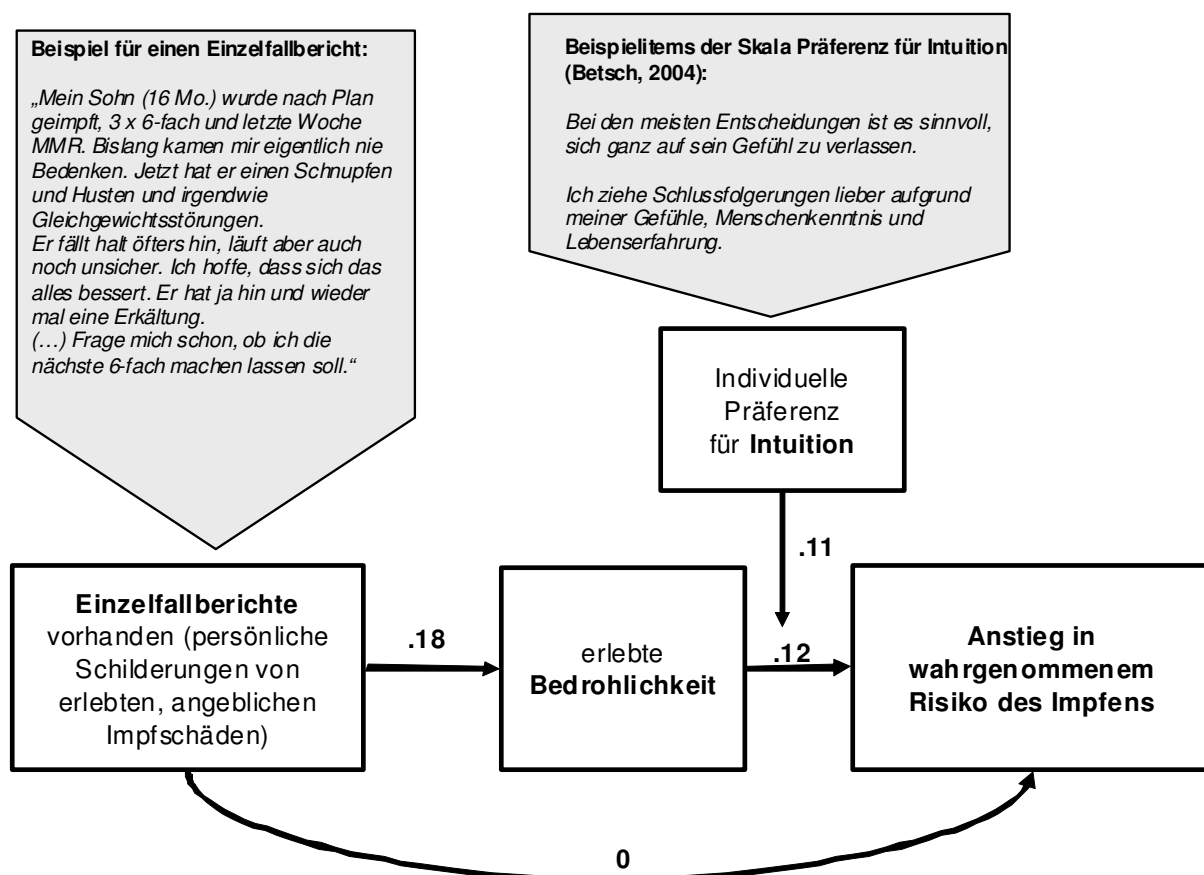 Beispiel für einen Einzelfallbericht:
„Mein Sohn (16 Mo.) wurde nach Plan
geimpft, 3 x 6-fach und letzte Woche
MMR. Bislang kamen mir eigentlich nie
Bedenken. Jetzt hat er einen Schnupfen
und Husten und irgendwie
Gleichgewichtsstörungen.
Er fällt halt öfters hin, läuft aber auch
noch unsicher. Ich hoffe, dass sich das
alles bessert. Er hat ja hin und wieder
mal eine Erkältung.
(…) Frage mich schon, ob ich die
nächste 6-fach machen lassen soll.“
Beispielitems der Skala Präferenz für Intuition
(Betsch, 2004):
Bei den meisten Entscheidungen ist es sinnvoll,
sich ganz auf sein Gefühl zu verlassen.
Ich ziehe Schlussfolgerungen lieber aufgrund
meiner Gefühle, Menschenkenntnis und
Lebenserfahrung.
Individuelle
Präferenz
für Intuition
.11
Einzelfallberichte
vorhanden (persönliche
Schilderungen von
erlebten, angeblichen
Impfschäden)
.18
erlebte
Bedrohlichkeit
.12
Anstieg in
wahrgenommenem
Risiko des Impfens
0